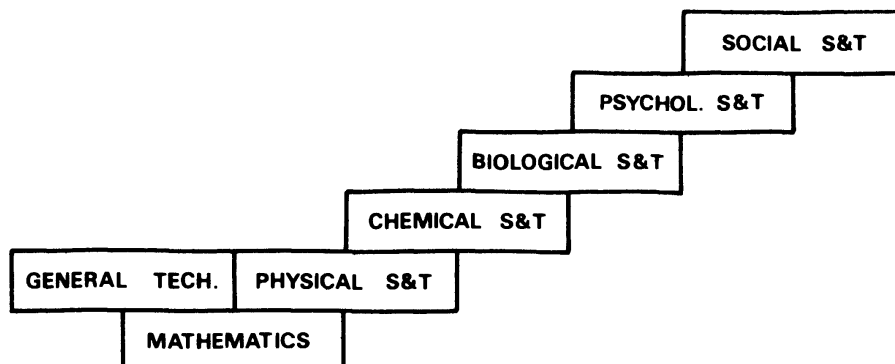 SOCIAL S&T
PSYCHOL. S&T
BIOLOGICAL S&T
CHEMICAL S&T
GENERAL TECH. PHYSICAL S&T
MATHEMATICS